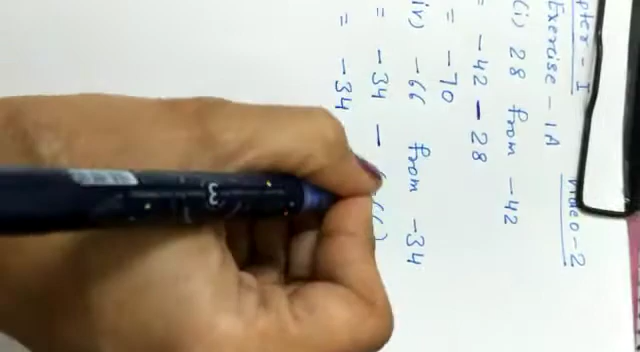 pter - I
Exercise - 1A Video-2
(i) 28 from -42
= -42 - 28
= -70
iv) -66 from -34
= -34 -
= -34